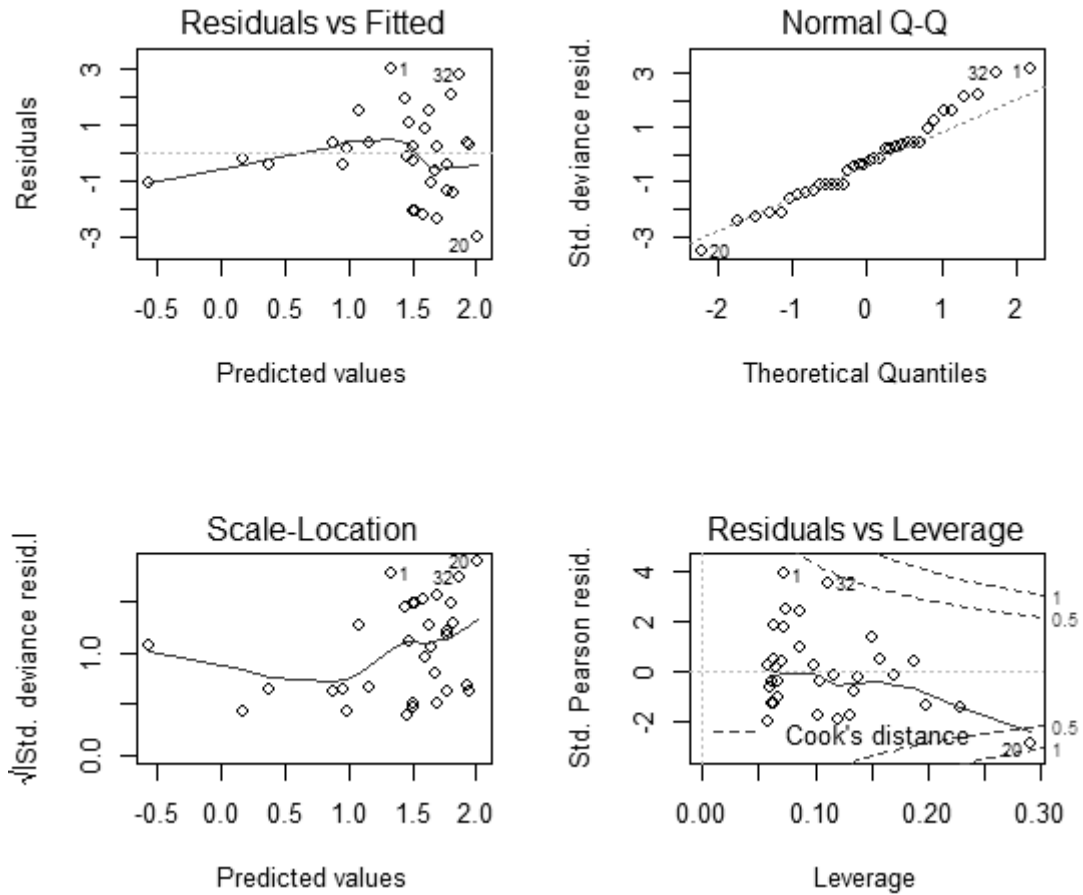 Residuals vs Fitted
Residuals
3
1
-1
-3
1
32
20
-0.5 0.0 0.5 1.0 1.5 2.0
Predicted values
Normal Q-Q
Std. deviance resid.
3
1
-1
-3
32
1
20
-2 -1 0 1 2
Theoretical Quantiles
Scale-Location
√|Std. deviance resid.|
1.0
0.0
20
1
32
-0.5 0.0 0.5 1.0 1.5 2.0
Predicted values
Residuals vs Leverage
Std. Pearson resid.
4
2
0
-2
1
32
1
0.5
0.5
1
Cook's distance
20
0.00 0.10 0.20 0.30
Leverage